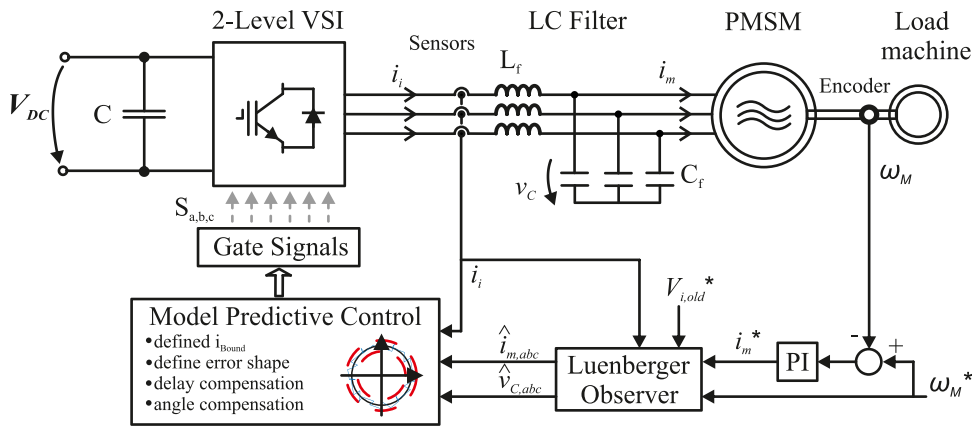 2-Level VSI
LC Filter
PMSM
Load
machine
Sensors
L_f
i_i
i_m
Encoder
V_DC
C
v_C
C_f
ω_M
S_a,b,c
Gate Signals
i_i
V_i,old*
Model Predictive Control
•defined i_Bound
•define error shape
•delay compensation
•angle compensation
î_m,abc
v̂_C,abc
Luenberger
Observer
i_m*
PI
-
+
ω_M*